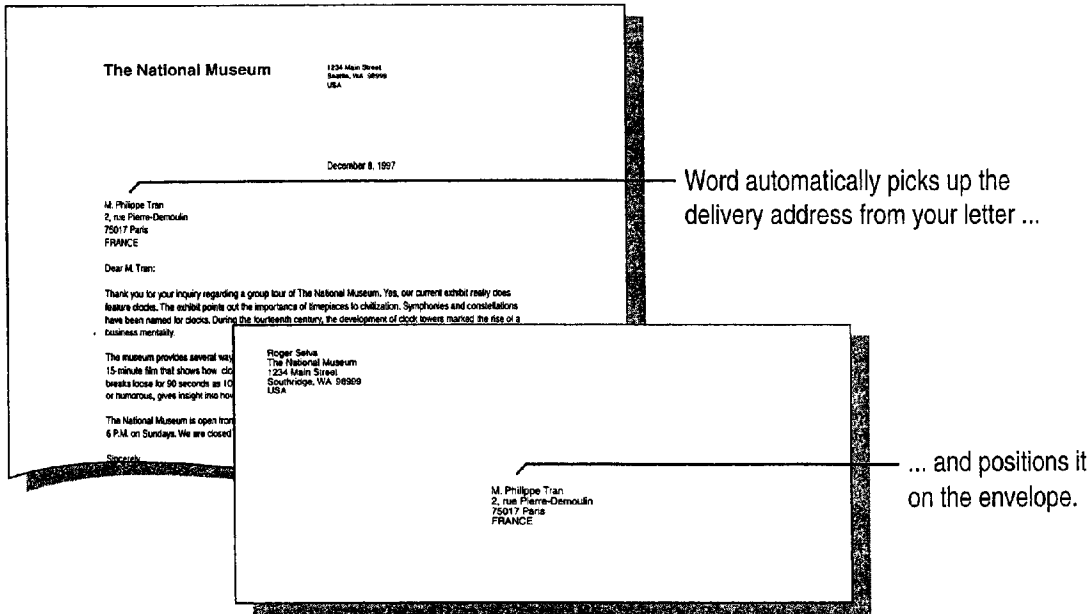 The National Museum
1234 Main Street
Seattle, WA 98999
USA
December 8, 1997
M. Philippe Tran
2, rue Pierre-Demoulin
75017 Paris
FRANCE
Dear M. Tran:
Thank you for your inquiry regarding a group tour of The National Museum. Yes, our current exhibit really does
feature clocks. The exhibit points out the importance of timepieces to civilization. Symphonies and constellations
have been named for clocks. During the fourteenth century, the development of clock towers marked the rise of a
business mentality.
The museum provides several way
15-minute film that shows how clo
breaks loose for 90 seconds as 10
or humorous, gives insight into how
The National Museum is open from
6 P.M. on Sundays. We are closed
Sincerely,
Word automatically picks up the
delivery address from your letter ...
Roger Selva
The National Museum
1234 Main Street
Southridge, WA 98999
USA
M. Philippe Tran
2, rue Pierre-Demoulin
75017 Paris
FRANCE
... and positions it
on the envelope.